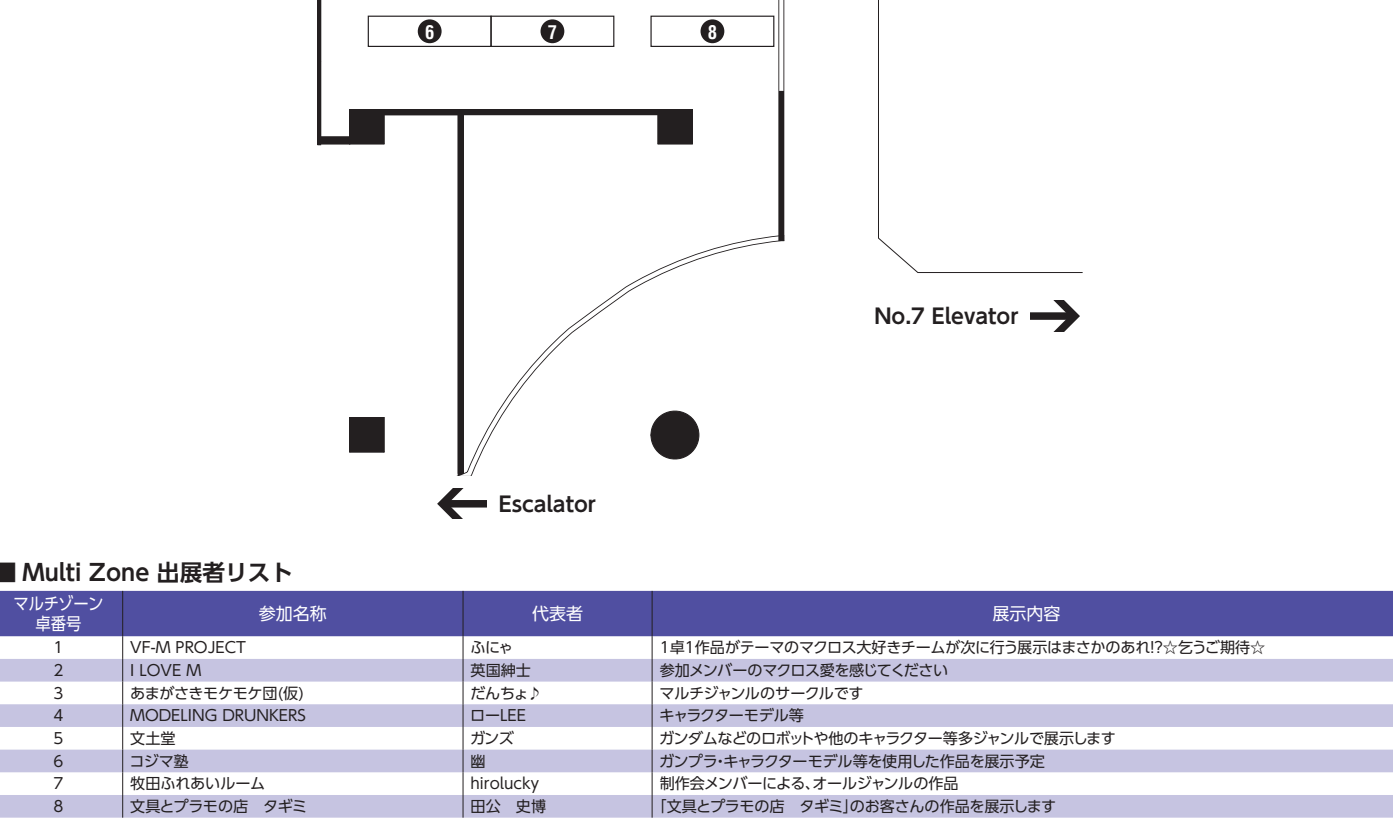 6 7 8
No.7 Elevator
Escalator
■Multi Zone 出展者リスト
マルチゾーン
卓番号 参加名称 代表者 展示内容
1 VF-M PROJECT ふにゃ 1卓1作品がテーマのマクロス大好きチームが次に行う展示はまさかのあれ!?☆乞うご期待☆
2 I LOVE M 英国紳士 参加メンバーのマクロス愛を感じてください
3 あまがさきモケモケ団(仮) だんちょ♪ マルチジャンルのサークルです
4 MODELING DRUNKERS ローLEE キャラクターモデル等
5 文土堂 ガンズ ガンダムなどのロボットや他のキャラクター等多ジャンルで展示します
6 コジマ塾 幽 ガンプラ・キャラクターモデル等を使用した作品を展示予定
7 牧田ふれあいルーム hirolucky 制作会メンバーによる、オールジャンルの作品
8 文具とプラモの店　タギミ 田公　史博 「文具とプラモの店　タギミ」のお客さんの作品を展示します